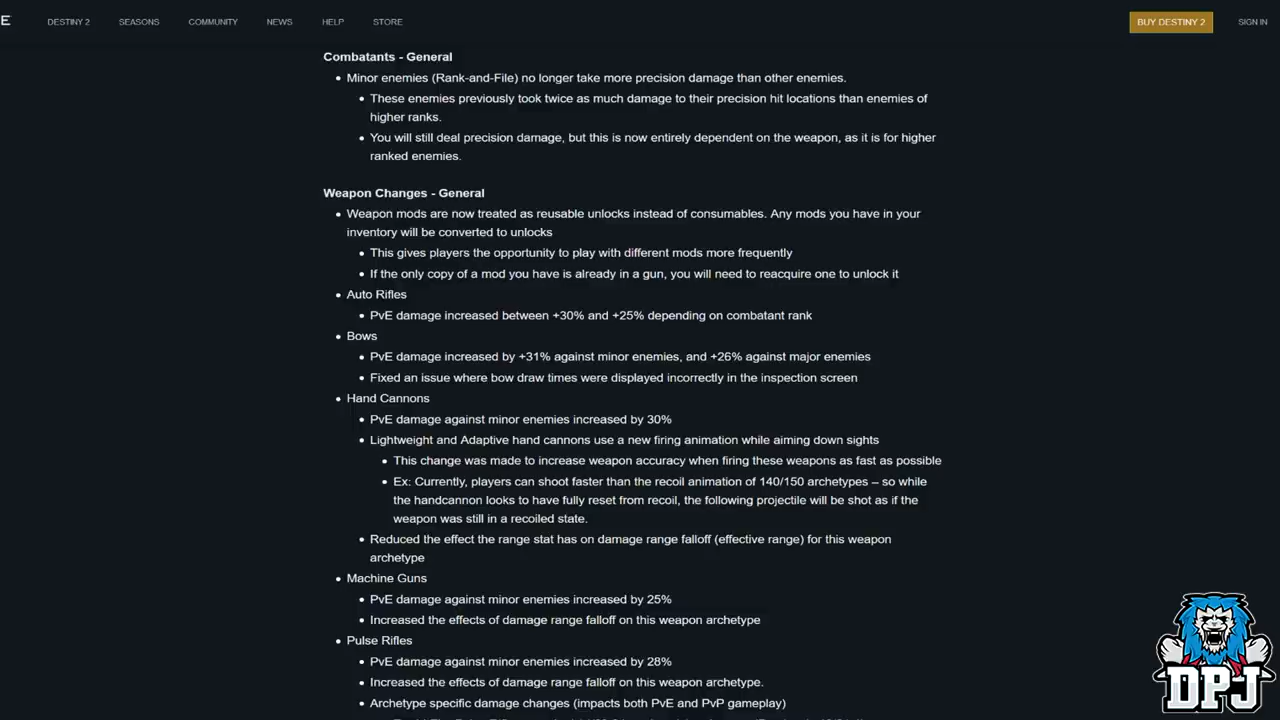 E
DESTINY 2 SEASONS COMMUNITY NEWS HELP STORE BUY DESTINY 2 SIGN IN
Combatants - General
• Minor enemies (Rank-and-File) no longer take more precision damage than other enemies.
• These enemies previously took twice as much damage to their precision hit locations than enemies of
higher ranks.
• You will still deal precision damage, but this is now entirely dependent on the weapon, as it is for higher
ranked enemies.
Weapon Changes - General
• Weapon mods are now treated as reusable unlocks instead of consumables. Any mods you have in your
inventory will be converted to unlocks
• This gives players the opportunity to play with different mods more frequently
• If the only copy of a mod you have is already in a gun, you will need to reacquire one to unlock it
• Auto Rifles
• PvE damage increased between +30% and +25% depending on combatant rank
• Bows
• PvE damage increased by +31% against minor enemies, and +26% against major enemies
• Fixed an issue where bow draw times were displayed incorrectly in the inspection screen
• Hand Cannons
• PvE damage against minor enemies increased by 30%
• Lightweight and Adaptive hand cannons use a new firing animation while aiming down sights
• This change was made to increase weapon accuracy when firing these weapons as fast as possible
• Ex: Currently, players can shoot faster than the recoil animation of 140/150 archetypes – so while
the handcannon looks to have fully reset from recoil, the following projectile will be shot as if the
weapon was still in a recoiled state.
• Reduced the effect the range stat has on damage range falloff (effective range) for this weapon
archetype
• Machine Guns
• PvE damage against minor enemies increased by 25%
• Increased the effects of damage range falloff on this weapon archetype
• Pulse Rifles
• PvE damage against minor enemies increased by 28%
• Increased the effects of damage range falloff on this weapon archetype.
• Archetype specific damage changes (impacts both PvE and PvP gameplay)
DPJ